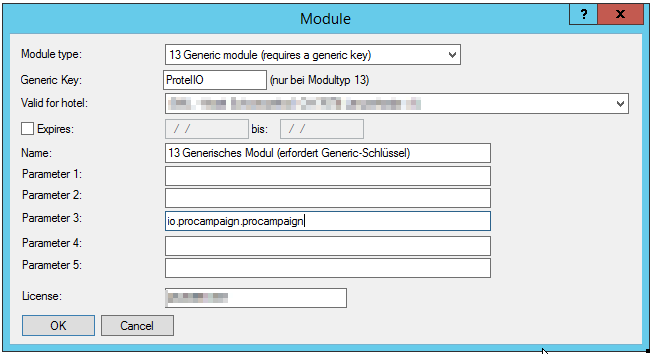 Module
?
Module type: 13 Generic module (requires a generic key)
Generic Key: ProtelIO (nur bei Modultyp 13)
Valid for hotel:
Expires: / / bis: / /
Name: 13 Generisches Modul (erfordert Generic-Schlüssel)
Parameter 1:
Parameter 2:
Parameter 3: io.procampaign.procampaign
Parameter 4:
Parameter 5:
License:
OK Cancel